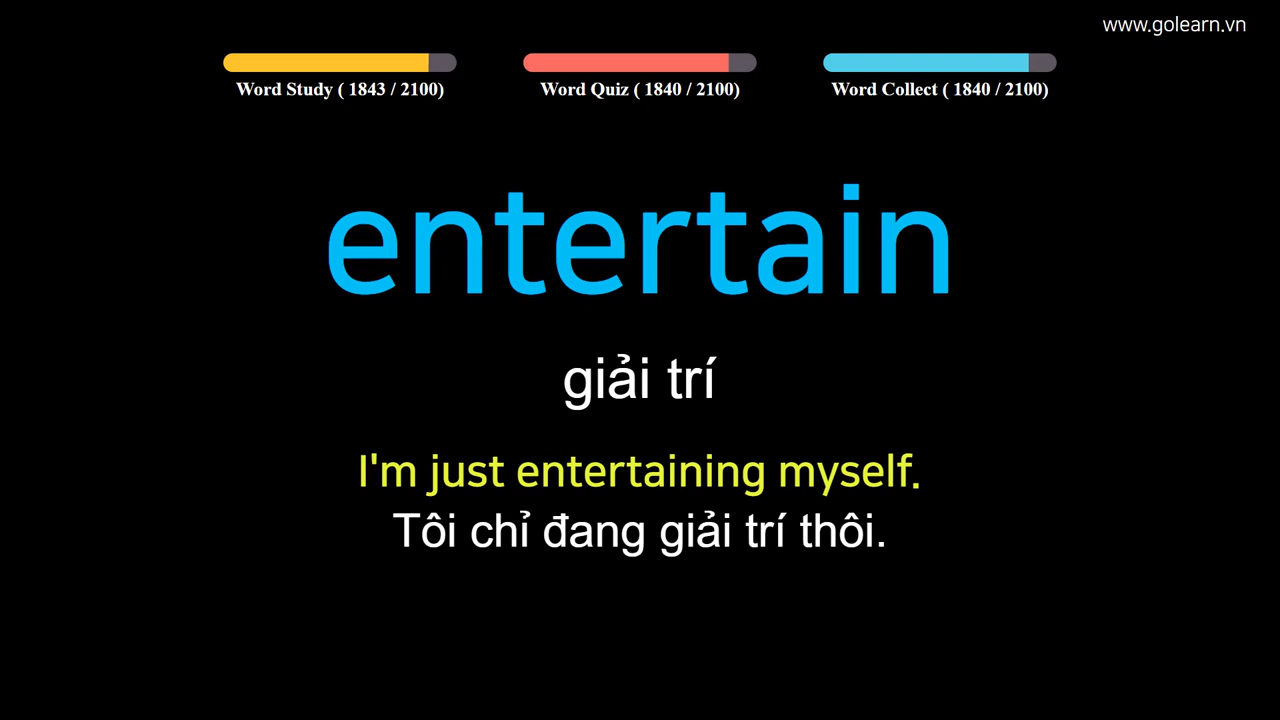 www.golearn.vn
Word Study ( 1843 / 2100)
Word Quiz ( 1840 / 2100)
Word Collect ( 1840 / 2100)
entertain
giải trí
I'm just entertaining myself.
Tôi chỉ đang giải trí thôi.